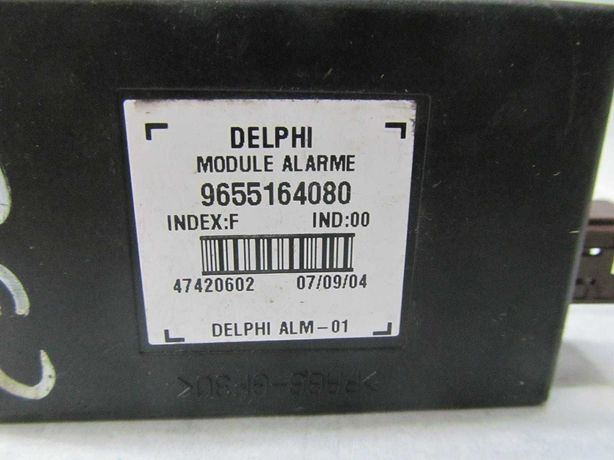 DELPHI
MODULE ALARME
9655164080
INDEX:F IND:00
47420602 07/09/04
DELPHI ALM-01